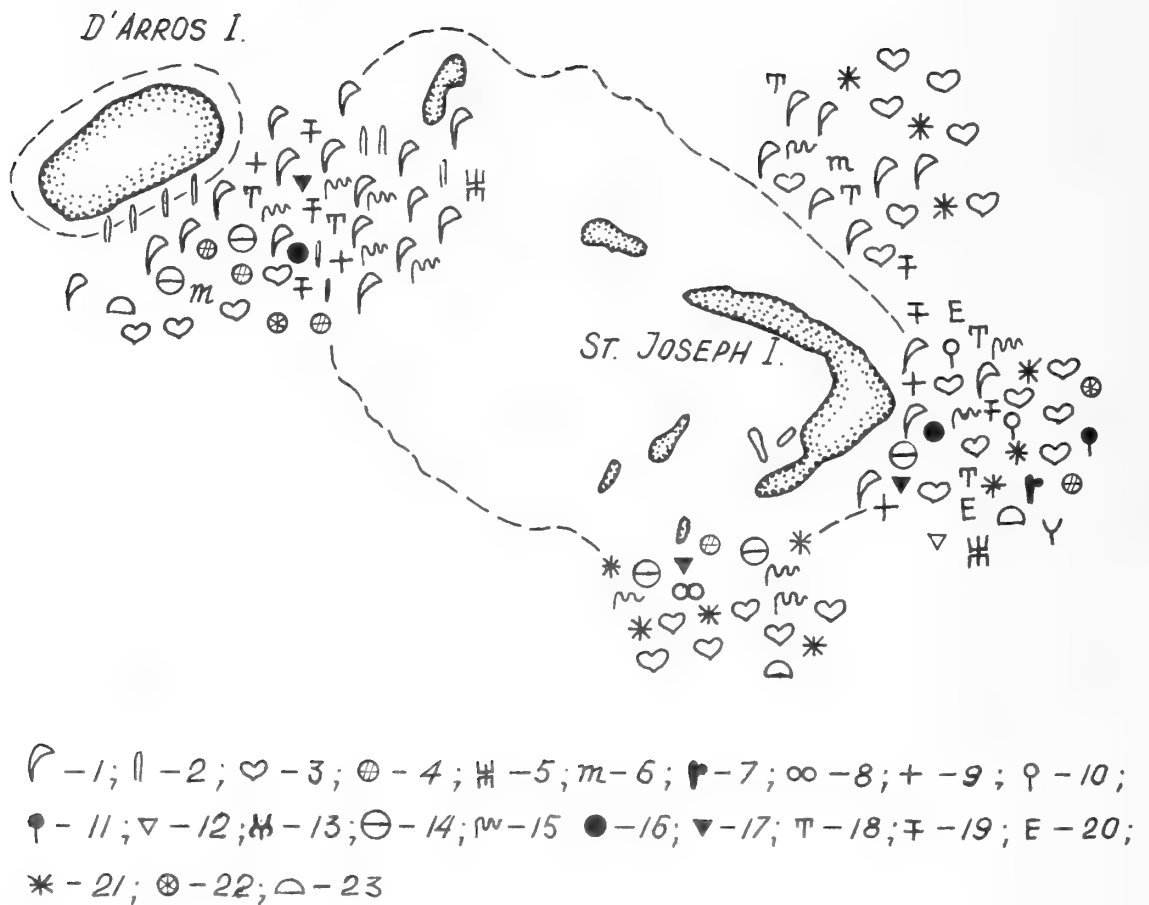 D'ARROS I.
ST. JOSEPH I.
-1; -2; -3; -4; -5; m-6; -7; -8; + -9; -10;
-11; -12; -13; -14; -15 -16; -17; T-18; -19; E-20;
-21; -22; -23